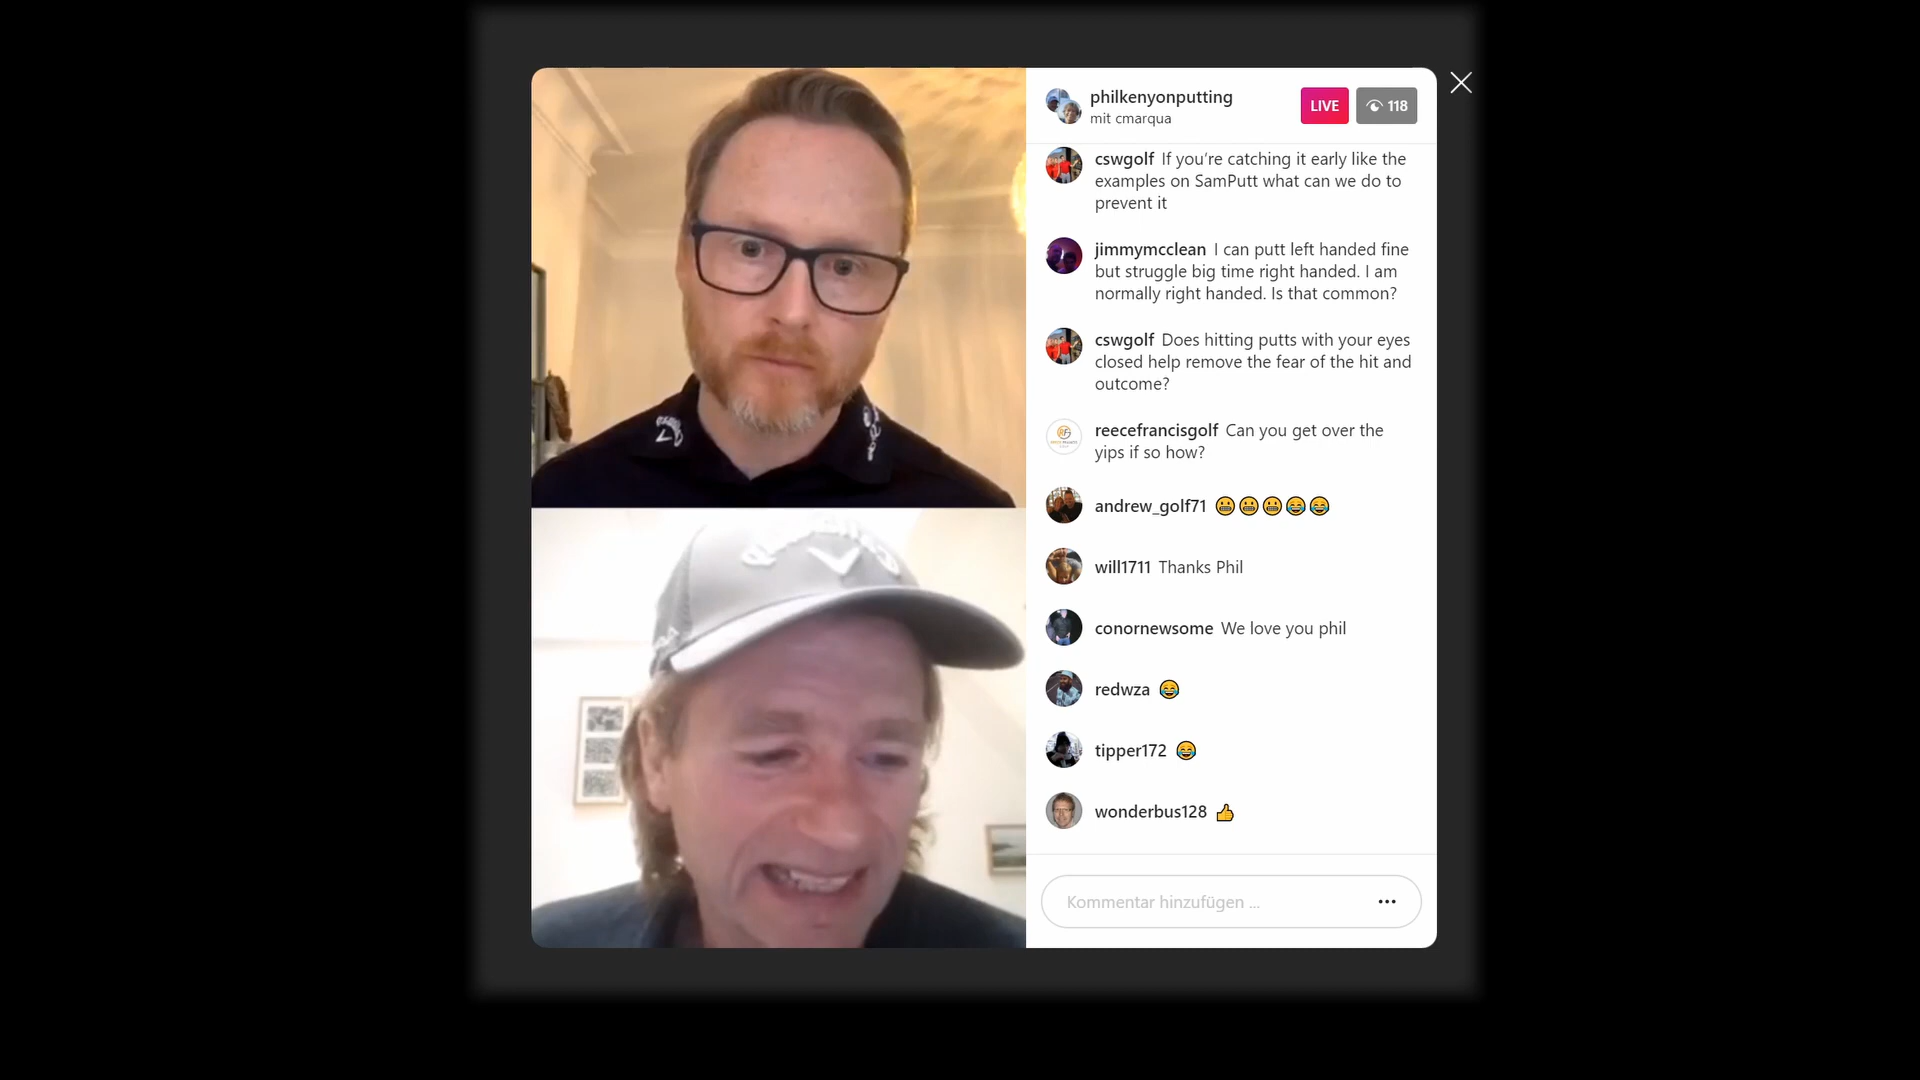 philkenyonputting
mit cmarqua
LIVE
118
cswgolf If you're catching it early like the
examples on SamPutt what can we do to
prevent it
jimmymcclean I can putt left handed fine
but struggle big time right handed. I am
normally right handed. Is that common?
cswgolf Does hitting putts with your eyes
closed help remove the fear of the hit and
outcome?
reecefrancisgolf Can you get over the
yips if so how?
andrew_golf71 😬😬😬😂😂
will1711 Thanks Phil
conornewsome We love you phil
redwza 😂
tipper172 😂
wonderbus128 👍
Kommentar hinzufügen ...